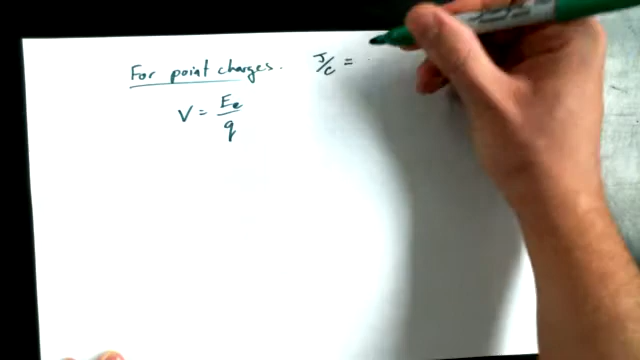 For point charges.
J/C =
V = Ee/q